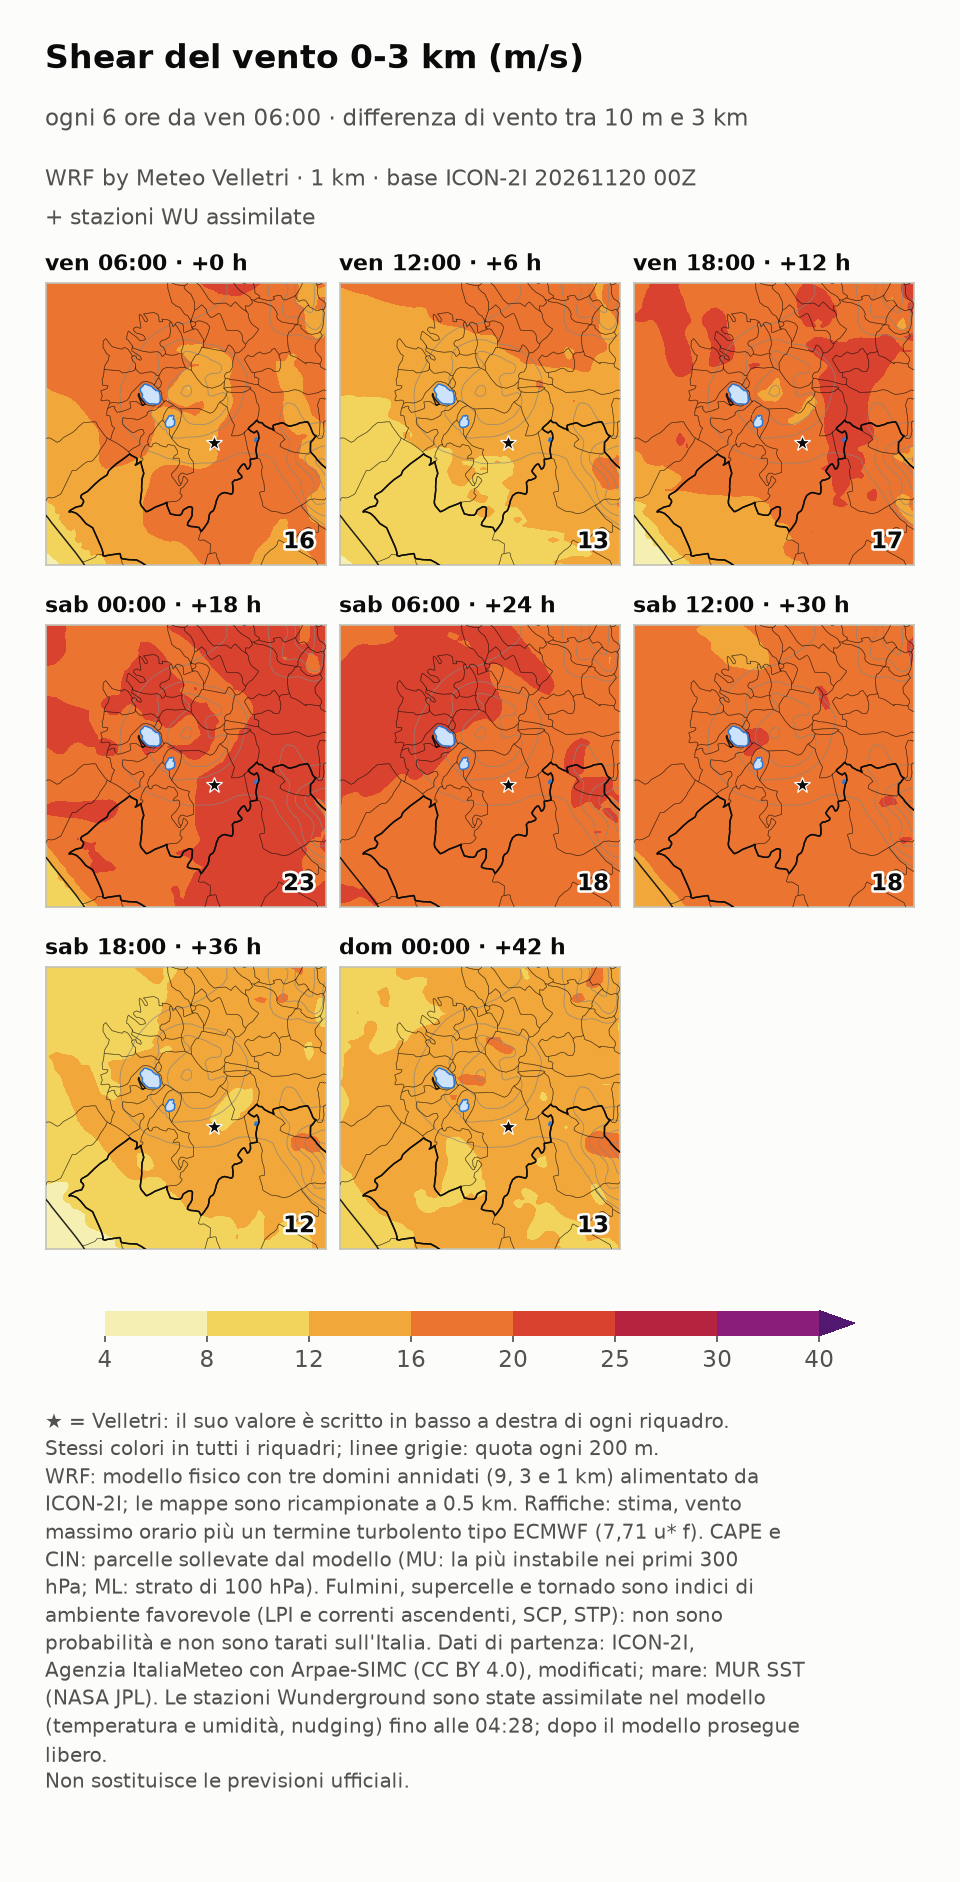 Shear del vento 0-3 km (m/s)
ogni 6 ore da ven 06:00 · differenza di vento tra 10 m e 3 km
WRF by Meteo Velletri · 1 km · base ICON-2I 20261120 00Z
+ stazioni WU assimilate
ven 06:00 · +0 h
ven 12:00 · +6 h
ven 18:00 · +12 h
16
13
17
sab 00:00 · +18 h
sab 06:00 · +24 h
sab 12:00 · +30 h
23
18
18
sab 18:00 · +36 h
dom 00:00 · +42 h
12
13
4 8 12 16 20 25 30 40
★ = Velletri: il suo valore è scritto in basso a destra di ogni riquadro.
Stessi colori in tutti i riquadri; linee grigie: quota ogni 200 m.
WRF: modello fisico con tre domini annidati (9, 3 e 1 km) alimentato da
ICON-2I; le mappe sono ricampionate a 0.5 km. Raffiche: stima, vento
massimo orario più un termine turbolento tipo ECMWF (7,71 u* f). CAPE e
CIN: parcelle sollevate dal modello (MU: la più instabile nei primi 300
hPa; ML: strato di 100 hPa). Fulmini, supercelle e tornado sono indici di
ambiente favorevole (LPI e correnti ascendenti, SCP, STP): non sono
probabilità e non sono tarati sull'Italia. Dati di partenza: ICON-2I,
Agenzia ItaliaMeteo con Arpae-SIMC (CC BY 4.0), modificati; mare: MUR SST
(NASA JPL). Le stazioni Wunderground sono state assimilate nel modello
(temperatura e umidità, nudging) fino alle 04:28; dopo il modello prosegue
libero.
Non sostituisce le previsioni ufficiali.